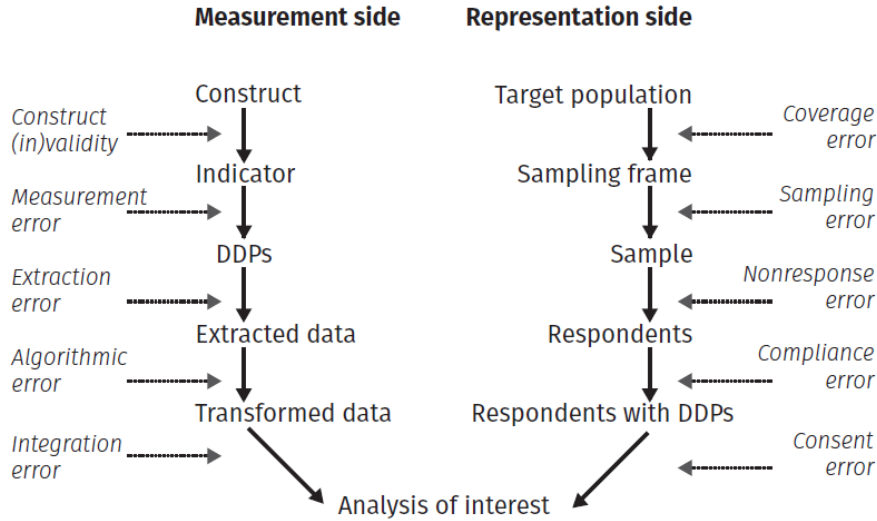 Measurement side
Representation side
Construct
Target population
Construct
(in)validity
Coverage
error
Indicator
Sampling frame
Measurement
error
Sampling
error
DDPs
Sample
Extraction
error
Nonresponse
error
Extracted data
Respondents
Algorithmic
error
Compliance
error
Transformed data
Respondents with DDPs
Integration
error
Consent
error
Analysis of interest